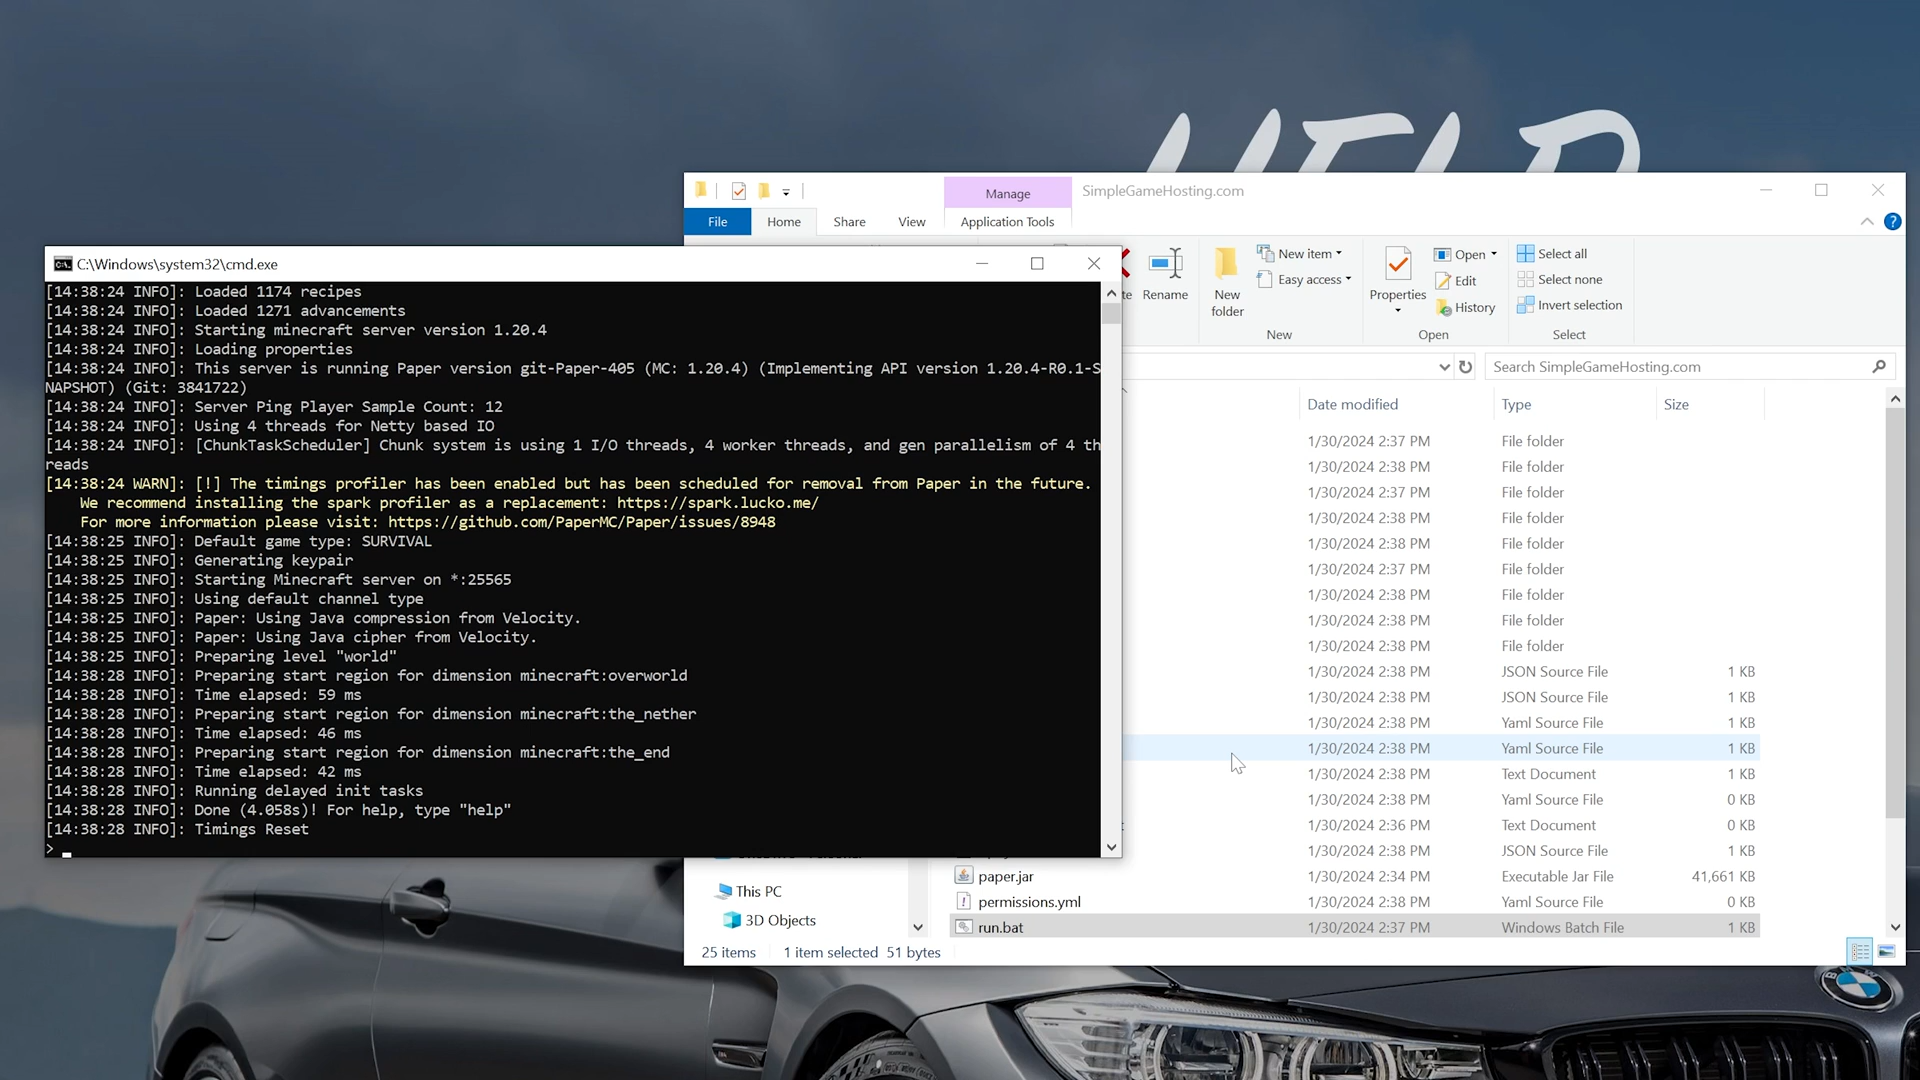 HELP
Manage
SimpleGameHosting.com
File
Home
Share
View
Application Tools
C:\Windows\system32\cmd.exe
[14:38:24 INFO]: Loaded 1174 recipes
[14:38:24 INFO]: Loaded 1271 advancements
[14:38:24 INFO]: Starting minecraft server version 1.20.4
[14:38:24 INFO]: Loading properties
[14:38:24 INFO]: This server is running Paper version git-Paper-405 (MC: 1.20.4) (Implementing API version 1.20.4-R0.1-S
NAPSHOT) (Git: 3841722)
[14:38:24 INFO]: Server Ping Player Sample Count: 12
[14:38:24 INFO]: Using 4 threads for Netty based IO
[14:38:24 INFO]: [ChunkTaskScheduler] Chunk system is using 1 I/O threads, 4 worker threads, and gen parallelism of 4 th
reads
[14:38:24 WARN]: [!] The timings profiler has been enabled but has been scheduled for removal from Paper in the future.
We recommend installing the spark profiler as a replacement: https://spark.lucko.me/
For more information please visit: https://github.com/PaperMC/Paper/issues/8948
[14:38:25 INFO]: Default game type: SURVIVAL
[14:38:25 INFO]: Generating keypair
[14:38:25 INFO]: Starting Minecraft server on *:25565
[14:38:25 INFO]: Using default channel type
[14:38:25 INFO]: Paper: Using Java compression from Velocity.
[14:38:25 INFO]: Paper: Using Java cipher from Velocity.
[14:38:25 INFO]: Preparing level "world"
[14:38:28 INFO]: Preparing start region for dimension minecraft:overworld
[14:38:28 INFO]: Time elapsed: 59 ms
[14:38:28 INFO]: Preparing start region for dimension minecraft:the_nether
[14:38:28 INFO]: Time elapsed: 46 ms
[14:38:28 INFO]: Preparing start region for dimension minecraft:the_end
[14:38:28 INFO]: Time elapsed: 42 ms
[14:38:28 INFO]: Running delayed init tasks
[14:38:28 INFO]: Done (4.058s)! For help, type "help"
[14:38:28 INFO]: Timings Reset
>
te
Rename
New
folder
New item
Easy access
New
Properties
Open
Edit
History
Open
Select all
Select none
Invert selection
Select
Search SimpleGameHosting.com
Date modified Type Size
1/30/2024 2:37 PM File folder
1/30/2024 2:38 PM File folder
1/30/2024 2:37 PM File folder
1/30/2024 2:38 PM File folder
1/30/2024 2:38 PM File folder
1/30/2024 2:37 PM File folder
1/30/2024 2:38 PM File folder
1/30/2024 2:38 PM File folder
1/30/2024 2:38 PM File folder
1/30/2024 2:38 PM JSON Source File 1 KB
1/30/2024 2:38 PM JSON Source File 1 KB
1/30/2024 2:38 PM Yaml Source File 1 KB
1/30/2024 2:38 PM Yaml Source File 1 KB
1/30/2024 2:38 PM Text Document 1 KB
1/30/2024 2:38 PM Yaml Source File 0 KB
t 1/30/2024 2:36 PM Text Document 0 KB
1/30/2024 2:38 PM JSON Source File 1 KB
paper.jar 1/30/2024 2:34 PM Executable Jar File 41,661 KB
permissions.yml 1/30/2024 2:38 PM Yaml Source File 0 KB
run.bat 1/30/2024 2:37 PM Windows Batch File 1 KB
This PC
3D Objects
25 items 1 item selected 51 bytes
BMW